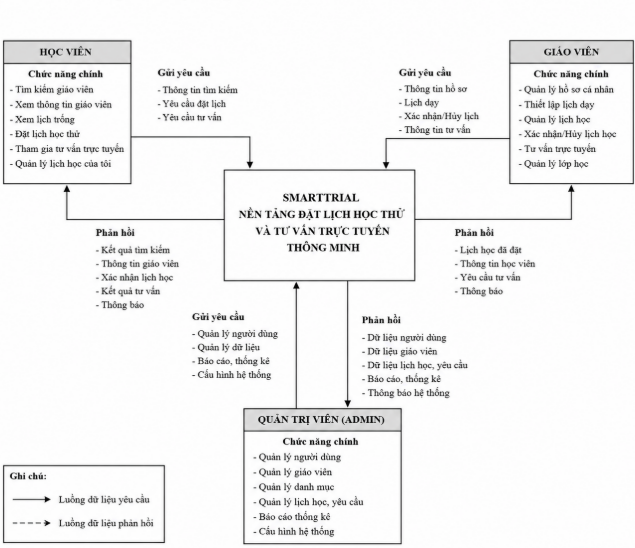 HỌC VIÊN
Chức năng chính
- Tìm kiếm giáo viên
- Xem thông tin giáo viên
- Xem lịch trống
- Đặt lịch học thử
- Tham gia tư vấn trực tuyến
- Quản lý lịch học của tôi
Gửi yêu cầu
- Thông tin tìm kiếm
- Yêu cầu đặt lịch
- Yêu cầu tư vấn
Gửi yêu cầu
- Thông tin hồ sơ
- Lịch dạy
- Xác nhận/Hủy lịch
- Thông tin tư vấn
GIÁO VIÊN
Chức năng chính
- Quản lý hồ sơ cá nhân
- Thiết lập lịch dạy
- Quản lý lịch học
- Xác nhận/Hủy lịch học
- Tư vấn trực tuyến
- Quản lý lớp học
SMARTTRIAL
NỀN TẢNG ĐẶT LỊCH HỌC THỬ
VÀ TƯ VẤN TRỰC TUYẾN
THÔNG MINH
Phản hồi
- Kết quả tìm kiếm
- Thông tin giáo viên
- Xác nhận lịch học
- Kết quả tư vấn
- Thông báo
Phản hồi
- Lịch học đã đặt
- Thông tin học viên
- Yêu cầu tư vấn
- Thông báo
Gửi yêu cầu
- Quản lý người dùng
- Quản lý dữ liệu
- Báo cáo, thống kê
- Cấu hình hệ thống
Phản hồi
- Dữ liệu người dùng
- Dữ liệu giáo viên
- Dữ liệu lịch học, yêu cầu
- Báo cáo, thống kê
- Thông báo hệ thống
QUẢN TRỊ VIÊN (ADMIN)
Chức năng chính
- Quản lý người dùng
- Quản lý giáo viên
- Quản lý danh mục
- Quản lý lịch học, yêu cầu
- Báo cáo thống kê
- Cấu hình hệ thống
Ghi chú:
Luồng dữ liệu yêu cầu
Luồng dữ liệu phản hồi